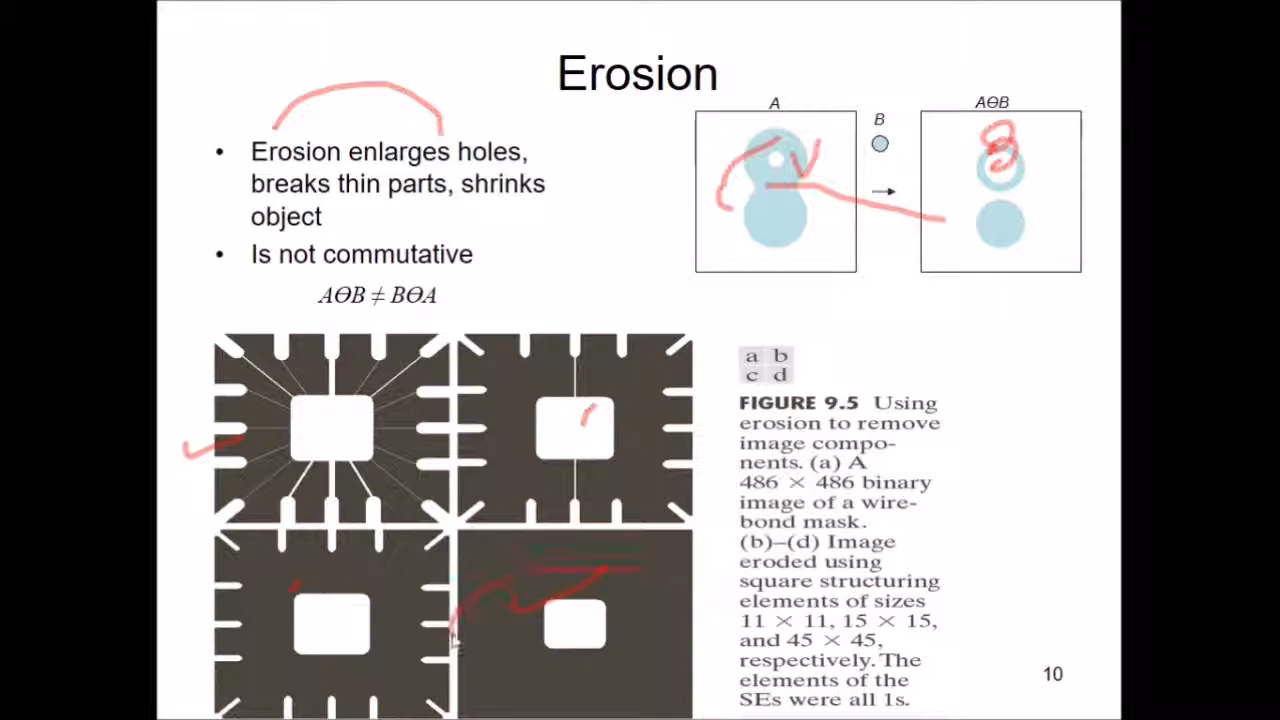 Erosion
• Erosion enlarges holes,
breaks thin parts, shrinks
object
• Is not commutative
AΘB ≠ BΘA
A
B
AΘB
a b
c d
FIGURE 9.5 Using
erosion to remove
image compo-
nents. (a) A
486 × 486 binary
image of a wire-
bond mask.
(b)–(d) Image
eroded using
square structuring
elements of sizes
11 × 11, 15 × 15,
and 45 × 45,
respectively. The
elements of the
SEs were all 1s.
10